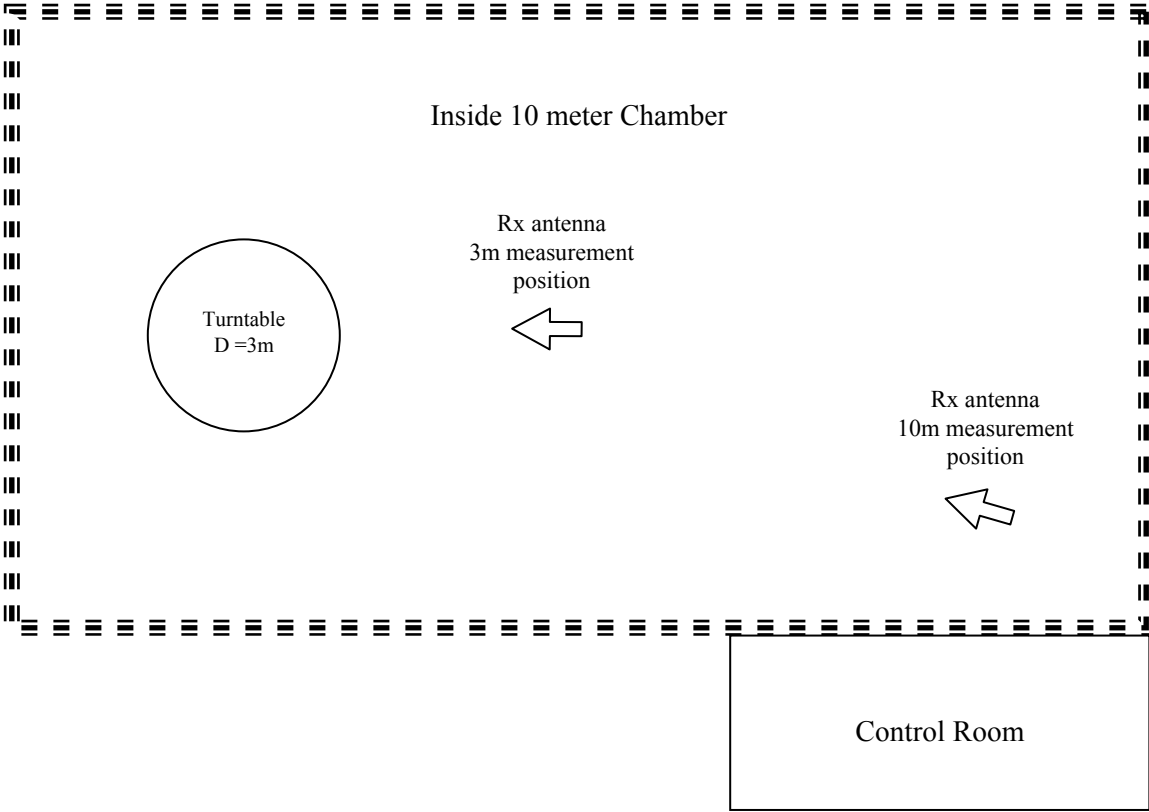 Inside 10 meter Chamber
Rx antenna
3m measurement
position
Turntable
D =3m
Rx antenna
10m measurement
position
Control Room